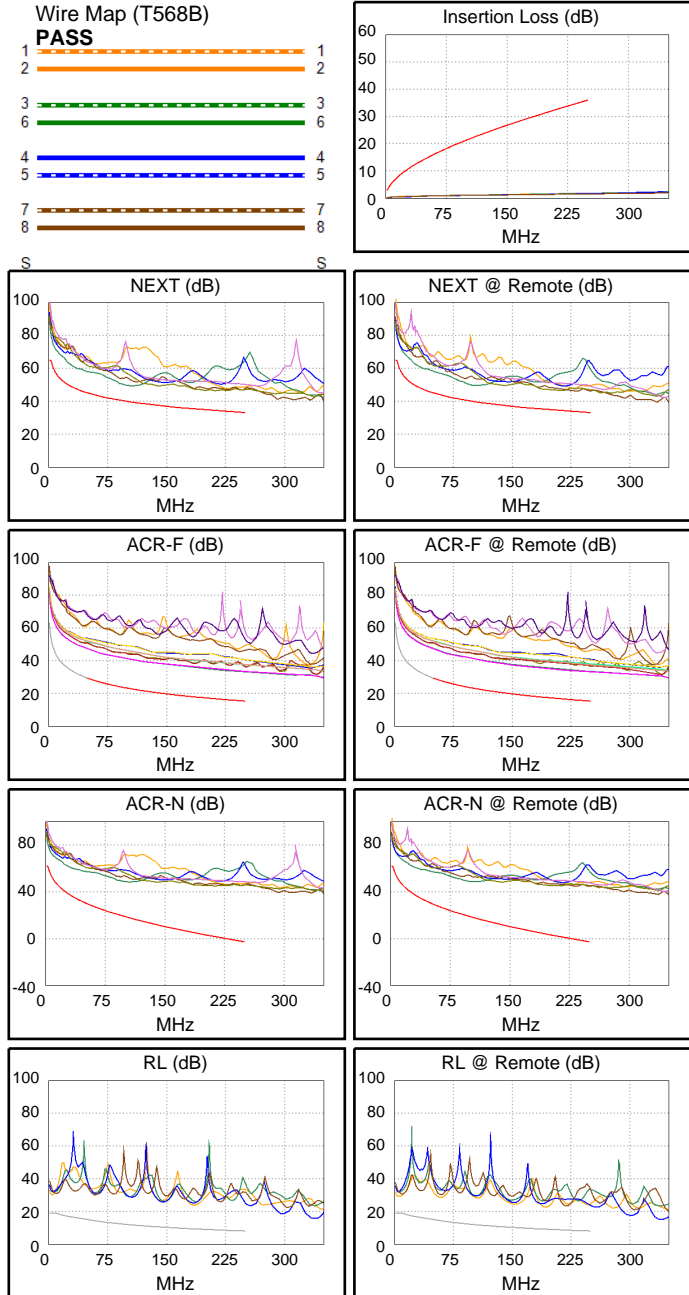 Wire Map (T568B)
PASS
1 1
2 2
3 3
6 6
4 4
5 5
7 7
8 8
S S
Insertion Loss (dB)
60
50
40
30
20
10
0
0 75 150 225 300
MHz
NEXT (dB)
100
80
60
40
20
0
0 75 150 225 300
MHz
NEXT @ Remote (dB)
100
80
60
40
20
0
0 75 150 225 300
MHz
ACR-F (dB)
100
80
60
40
20
0
0 75 150 225 300
MHz
ACR-F @ Remote (dB)
100
80
60
40
20
0
0 75 150 225 300
MHz
ACR-N (dB)
80
40
0
-40
0 75 150 225 300
MHz
ACR-N @ Remote (dB)
80
40
0
-40
0 75 150 225 300
MHz
RL (dB)
100
80
60
40
20
0
0 75 150 225 300
MHz
RL @ Remote (dB)
100
80
60
40
20
0
0 75 150 225 300
MHz